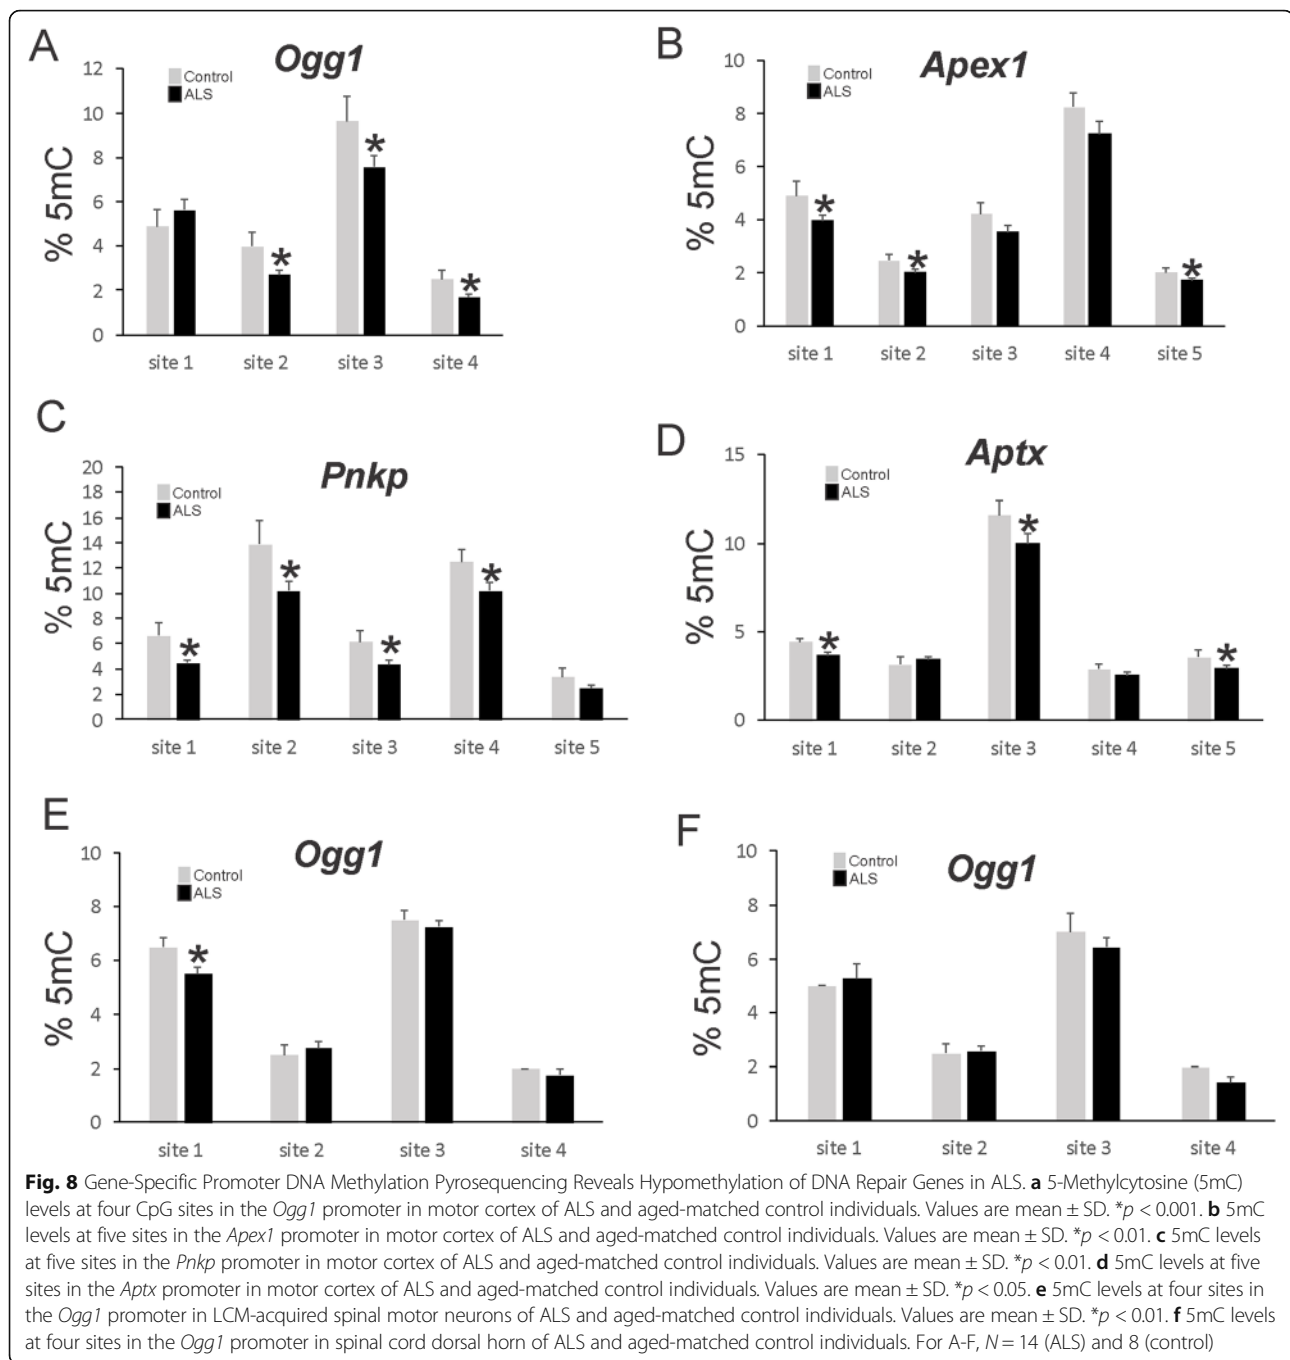 A
Ogg1
Control
ALS
% 5mC
12
10
8
6
4
2
0
site 1 site 2 site 3 site 4
B
Apex1
Control
ALS
% 5mC
10
8
6
4
2
0
* * *
site 1 site 2 site 3 site 4 site 5
C
Pnkp
Control
ALS
% 5mC
20
18
16
14
12
10
8
6
4
2
0
site 1 site 2 site 3 site 4 site 5
D
Aptx
Control
ALS
% 5mC
15
10
5
0
site 1 site 2 site 3 site 4 site 5
E
Ogg1
Control
ALS
% 5mC
10
8
6
4
2
0
site 1 site 2 site 3 site 4
F
Ogg1
Control
ALS
% 5mC
10
8
6
4
2
0
site 1 site 2 site 3 site 4
Fig. 8 Gene-Specific Promoter DNA Methylation Pyrosequencing Reveals Hypomethylation of DNA Repair Genes in ALS. a 5-Methylcytosine (5mC)
levels at four CpG sites in the Ogg1 promoter in motor cortex of ALS and aged-matched control individuals. Values are mean ± SD. *p < 0.001. b 5mC
levels at five sites in the Apex1 promoter in motor cortex of ALS and aged-matched control individuals. Values are mean ± SD. *p < 0.01. c 5mC levels
at five sites in the Pnkp promoter in motor cortex of ALS and aged-matched control individuals. Values are mean ± SD. *p < 0.01. d 5mC levels at five
sites in the Aptx promoter in motor cortex of ALS and aged-matched control individuals. Values are mean ± SD. *p < 0.05. e 5mC levels at four sites in
the Ogg1 promoter in LCM-acquired spinal motor neurons of ALS and aged-matched control individuals. Values are mean ± SD. *p < 0.01. f 5mC levels
at four sites in the Ogg1 promoter in spinal cord dorsal horn of ALS and aged-matched control individuals. For A-F, N = 14 (ALS) and 8 (control)